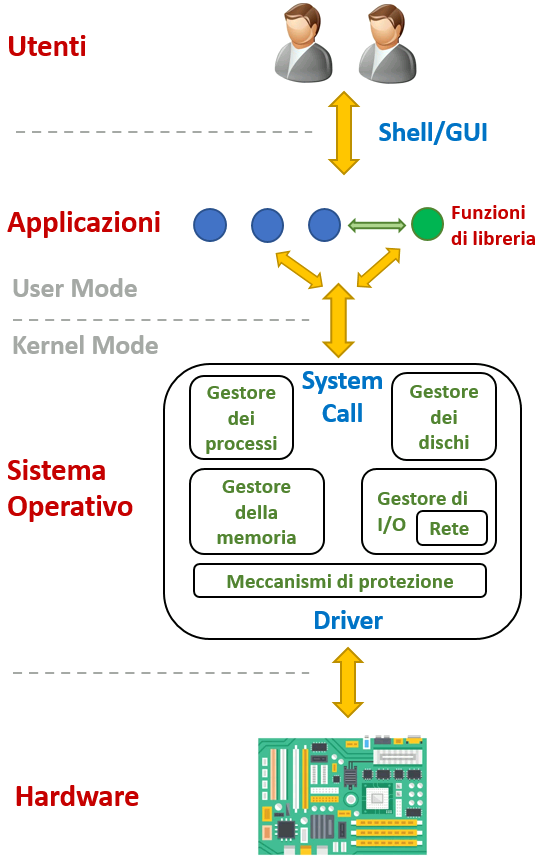 Utenti
Shell/GUI
Applicazioni
Funzioni
di libreria
User Mode
Kernel Mode
System
Call
Gestore
dei
processi
Gestore
dei
dischi
Sistema
Operativo
Gestore
della
memoria
Gestore di
I/O
Rete
Meccanismi di protezione
Driver
Hardware